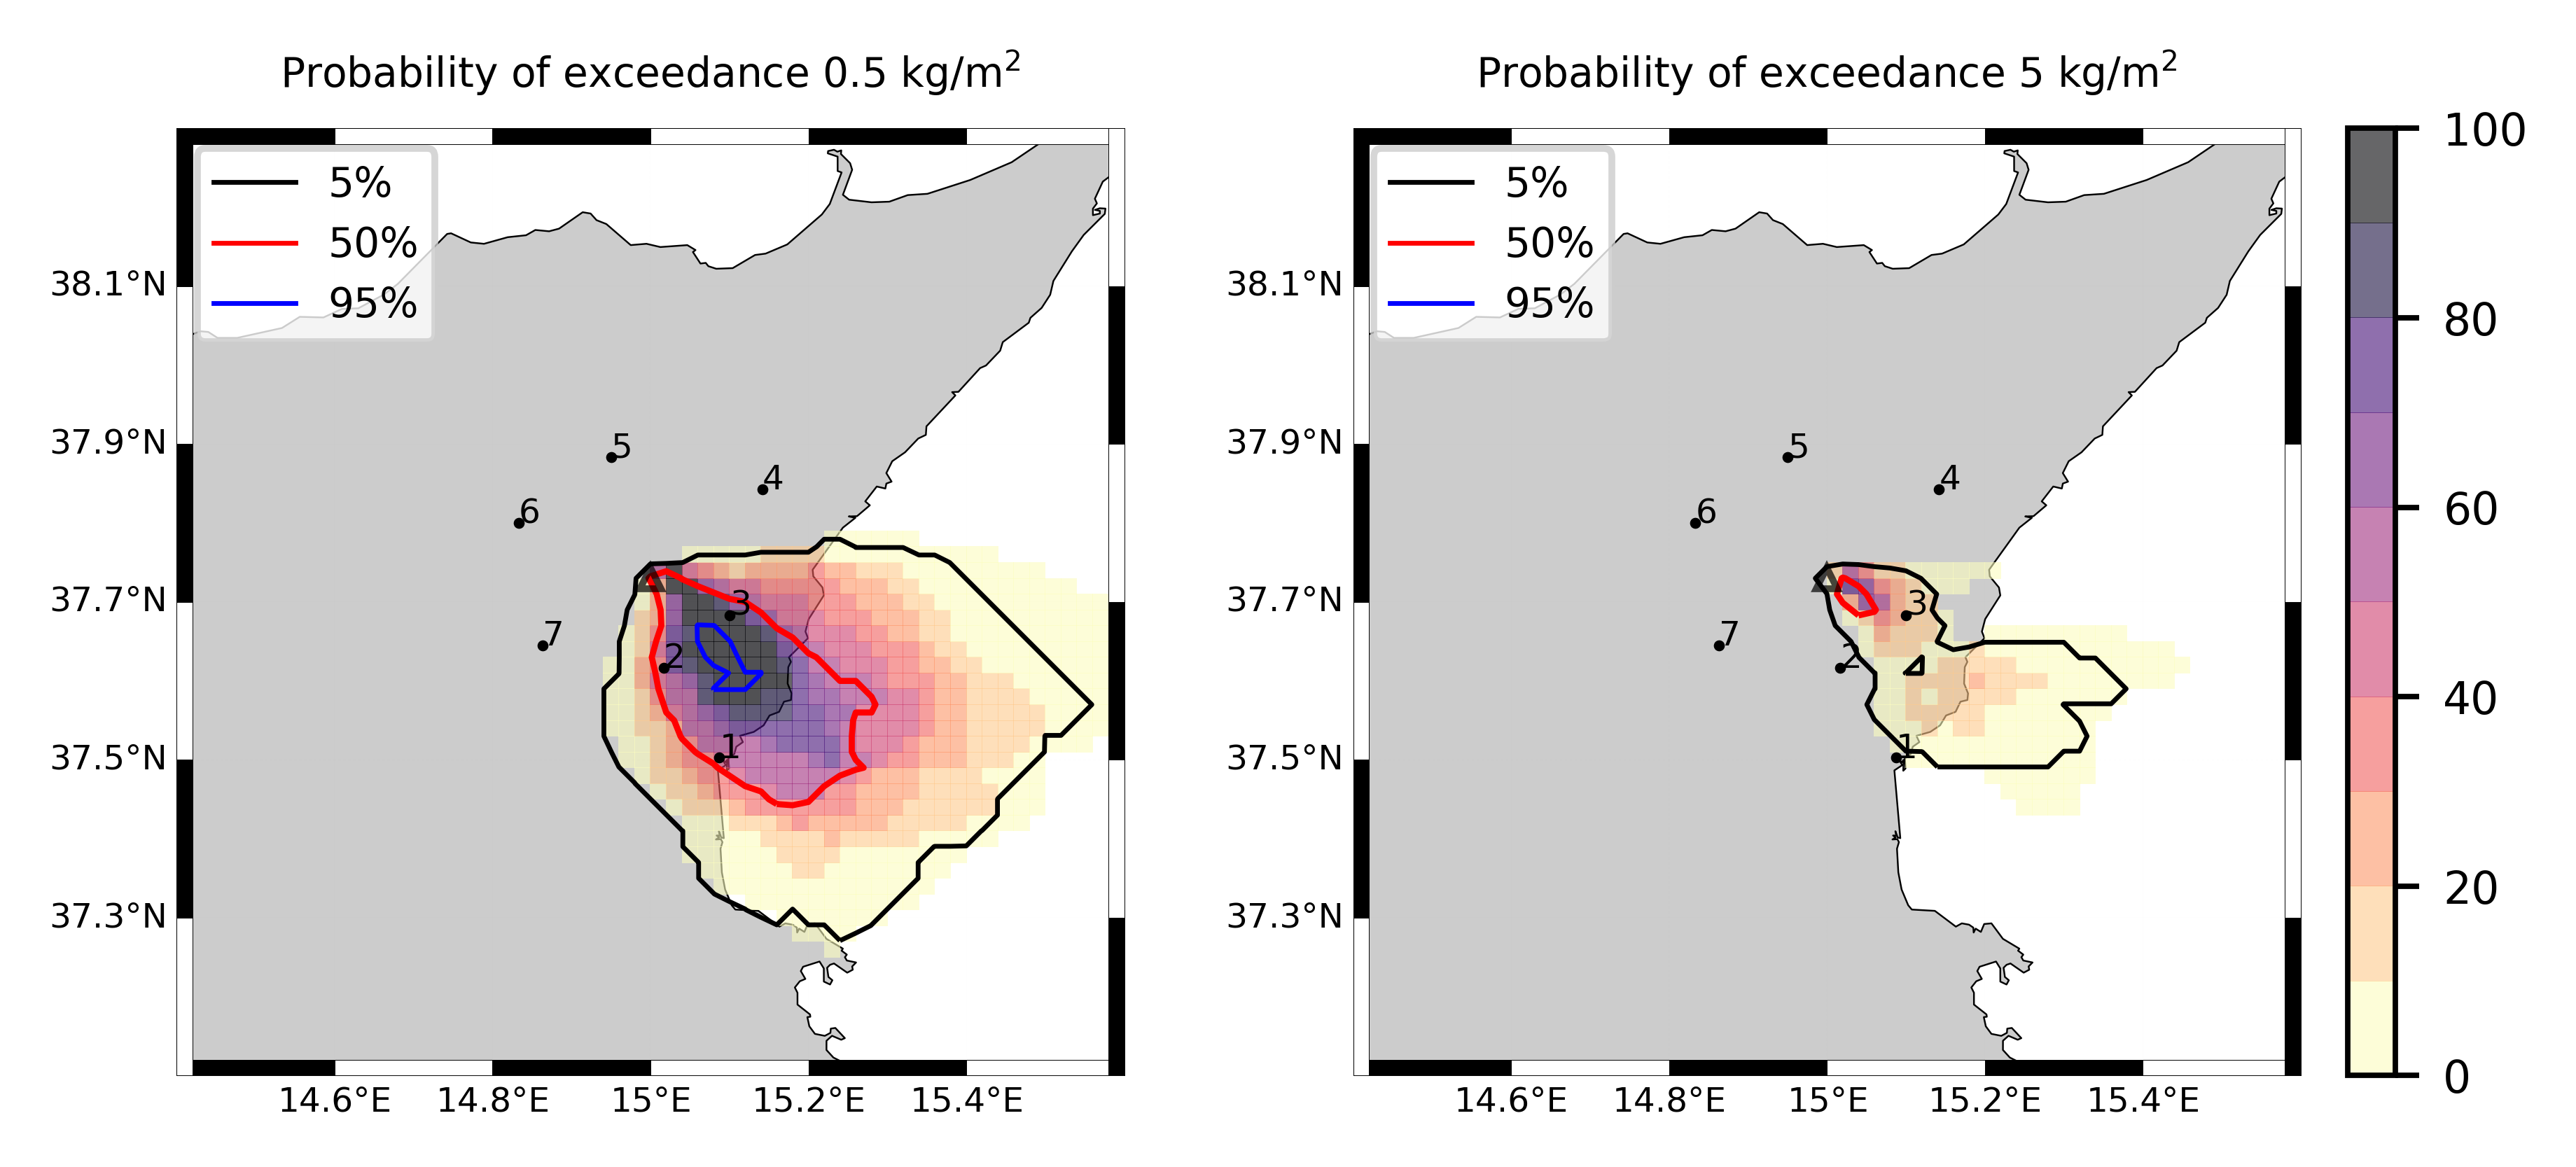 Probability of exceedance 0.5 kg/m²
5%
50%
95%
38.1°N
37.9°N
37.7°N
37.5°N
37.3°N
5
4
6
3
7
2
1
14.6°E
14.8°E
15°E
15.2°E
15.4°E
Probability of exceedance 5 kg/m²
5%
50%
95%
38.1°N
37.9°N
37.7°N
37.5°N
37.3°N
5
4
6
3
7
2
1
14.6°E
14.8°E
15°E
15.2°E
15.4°E
100
80
60
40
20
0